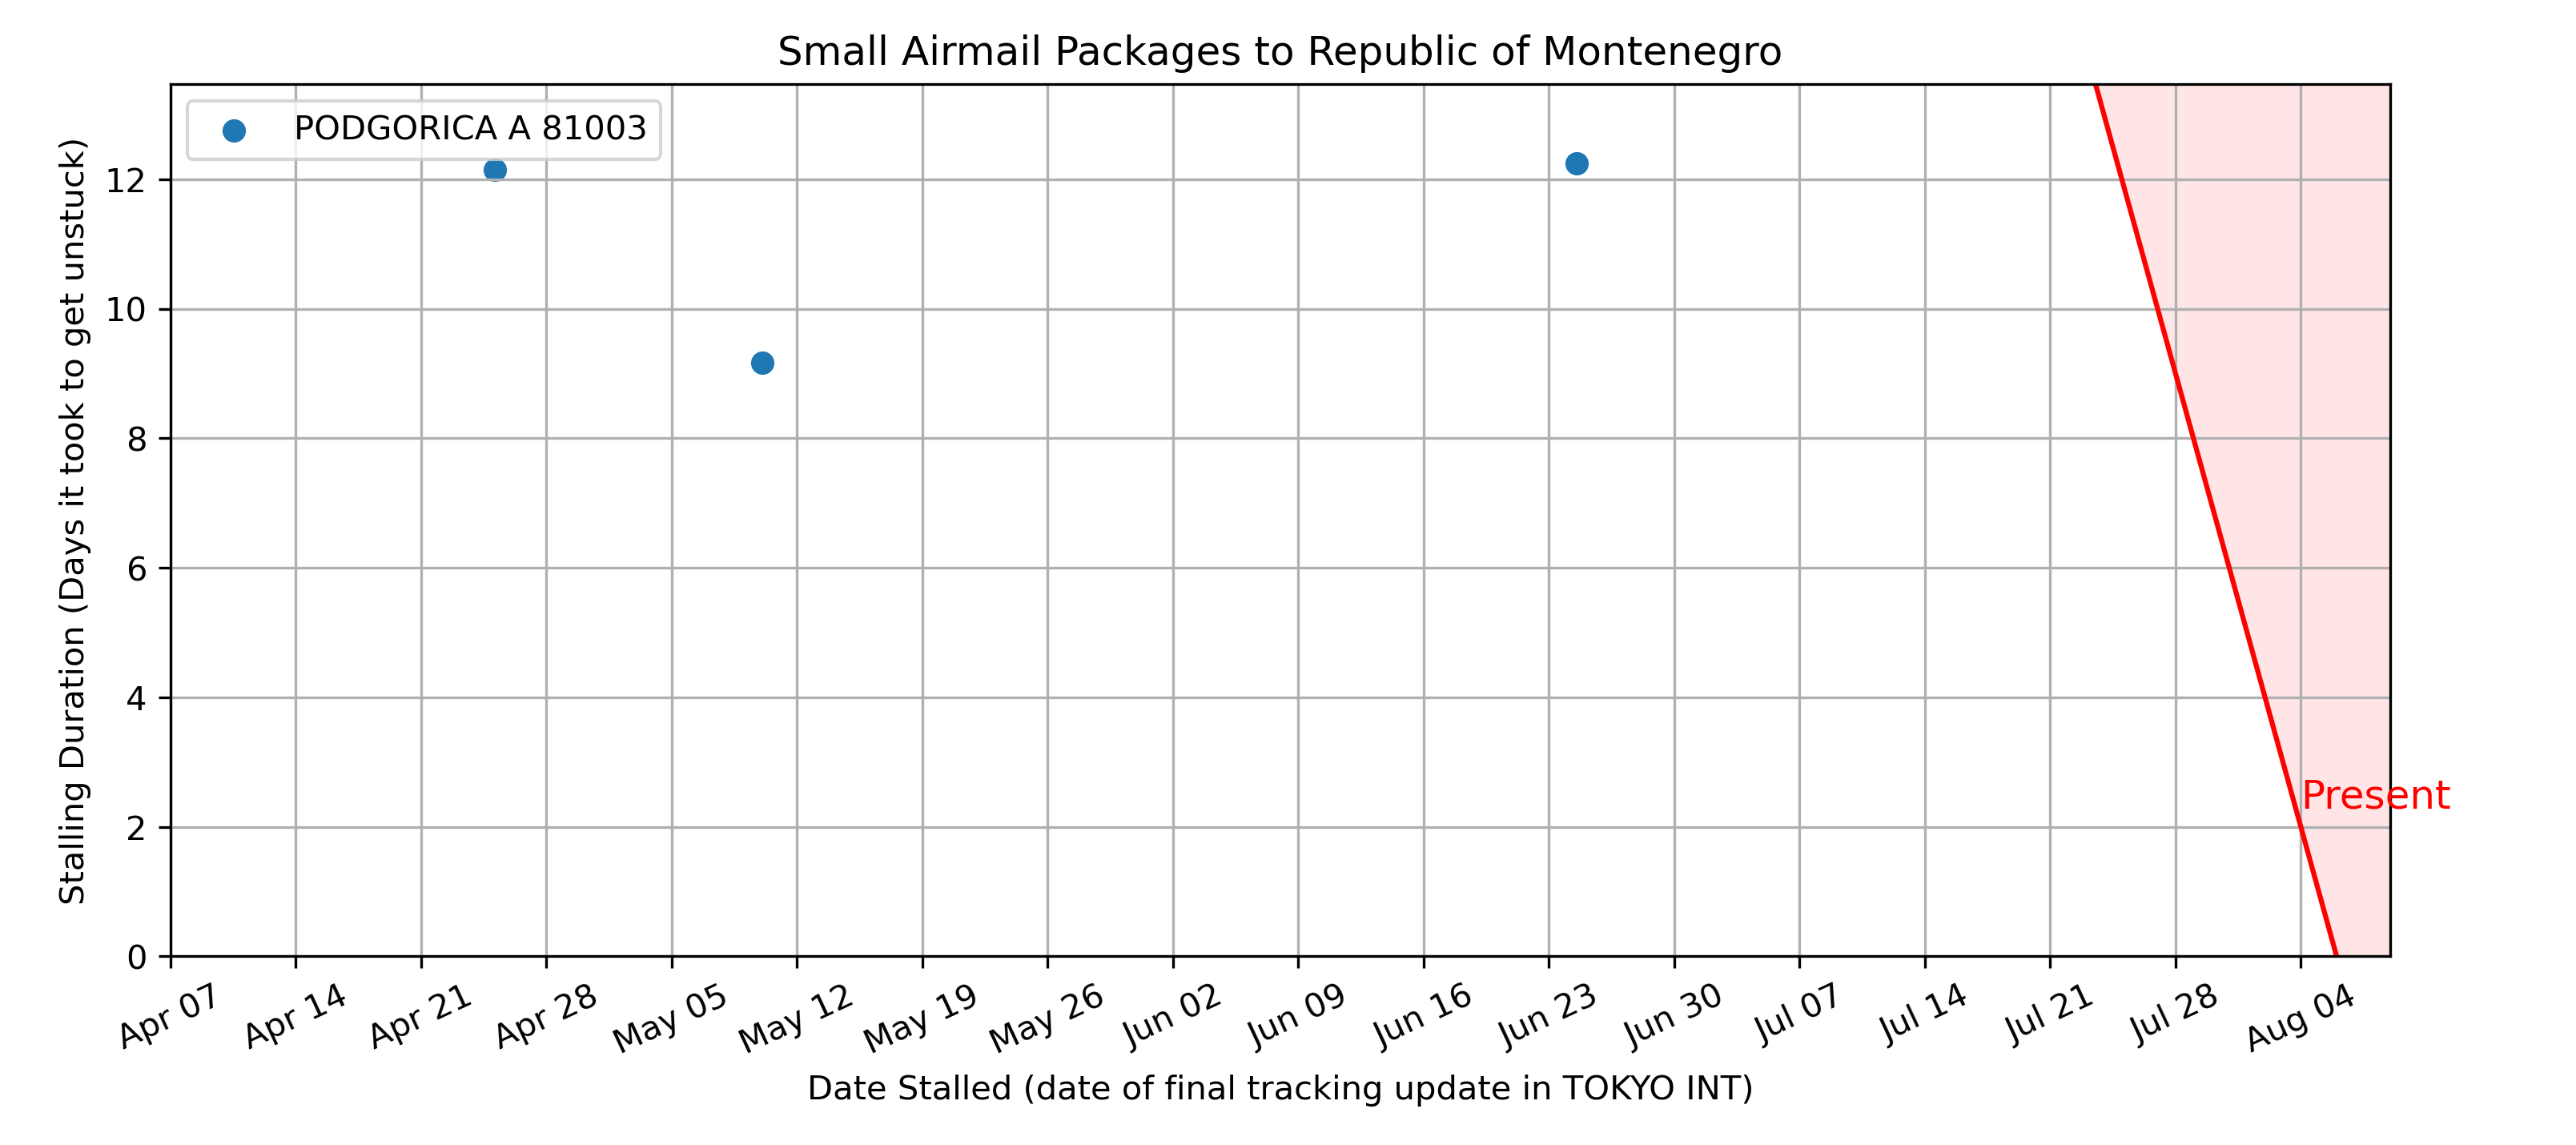 Small Airmail Packages to Republic of Montenegro
PODGORICA A 81003
Stalling Duration (Days it took to get unstuck)
12
10
8
6
4
2
0
Present
Apr 07
Apr 14
Apr 21
Apr 28
May 05
May 12
May 19
May 26
Jun 02
Jun 09
Jun 16
Jun 23
Jun 30
Jul 07
Jul 14
Jul 21
Jul 28
Aug 04
Date Stalled (date of final tracking update in TOKYO INT)